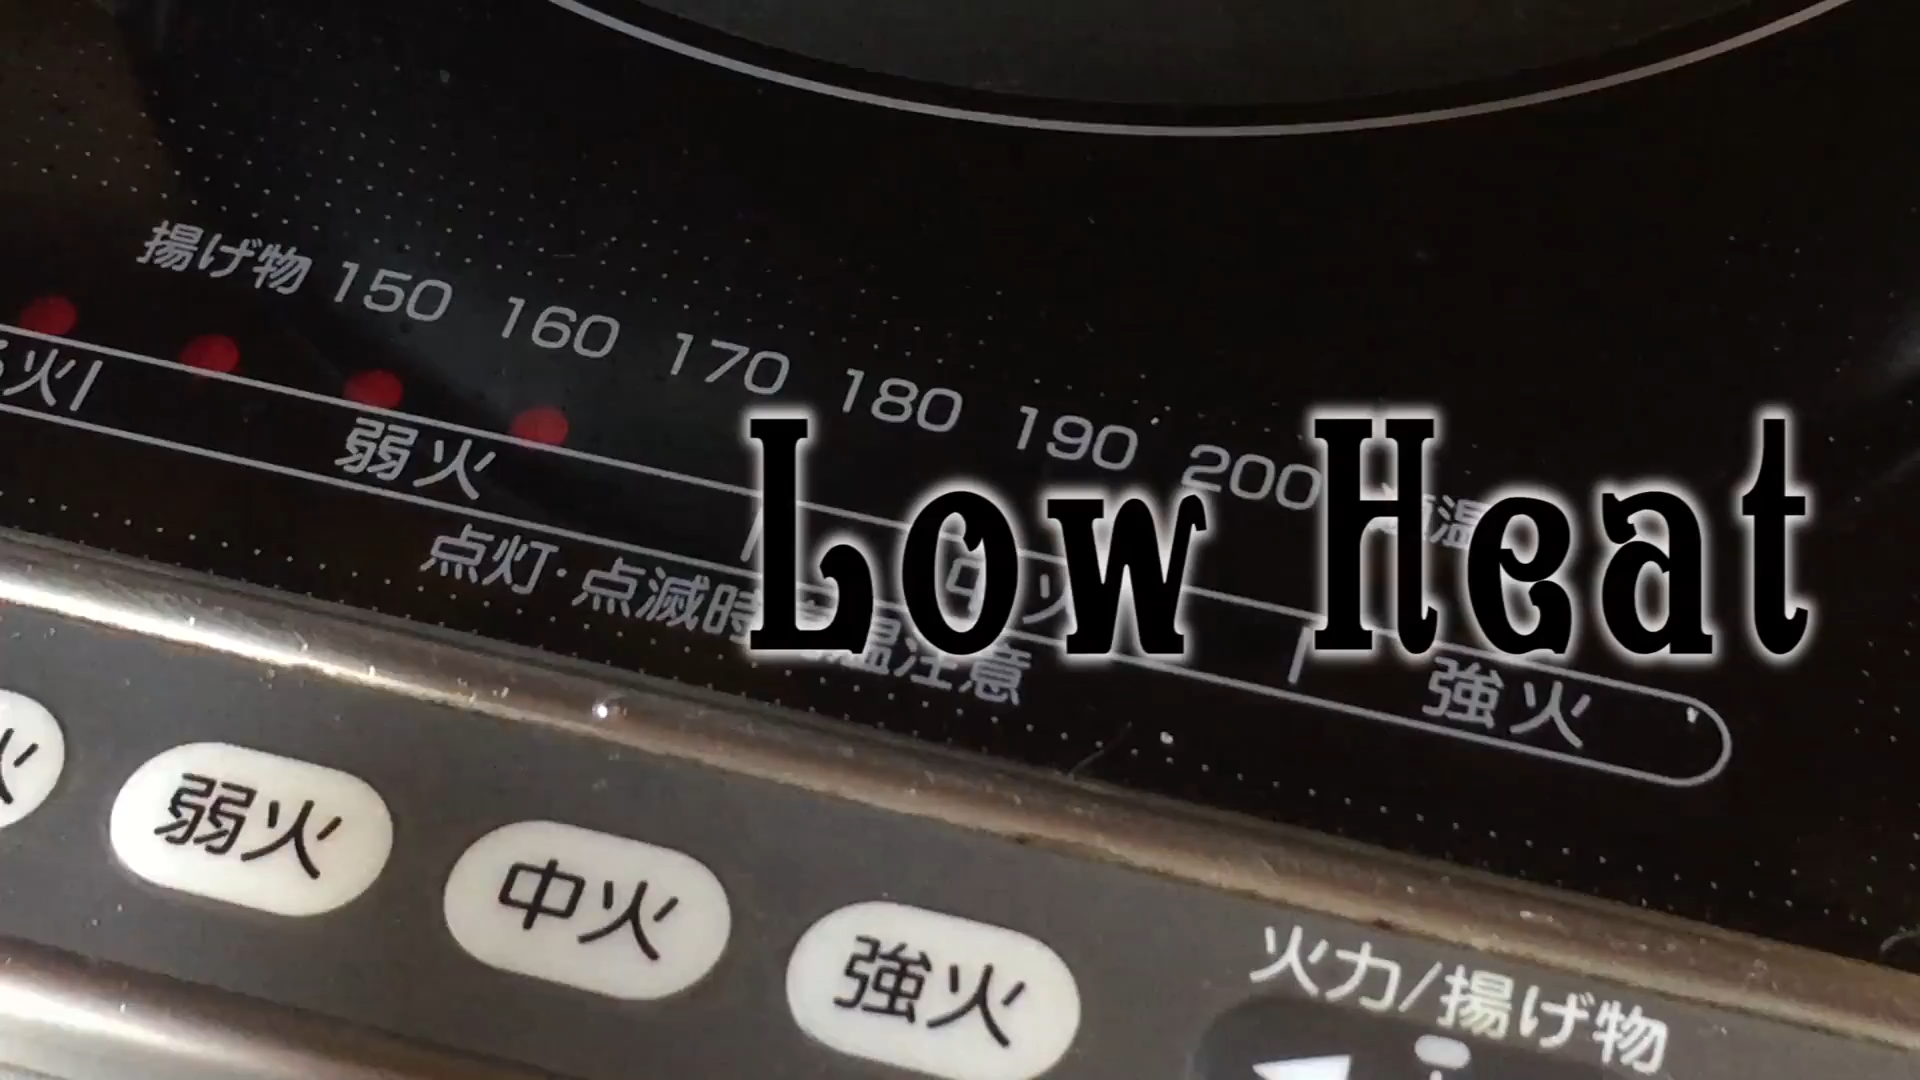 揚げ物 150 160 170 180 190 200
弱火
強火
点灯・点滅時高温注意
Low Heat
弱火
中火
強火
火力/揚げ物